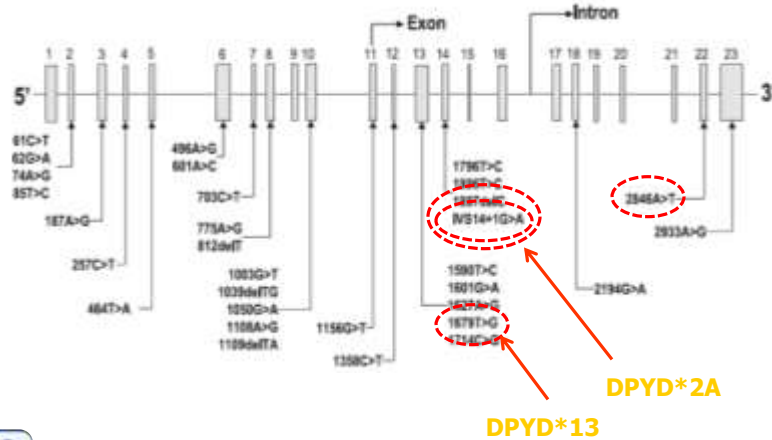 Exon
Intron
1 2 3 4 5 6 7 8 9 10 11 12 13 14 15 16 17 18 19 20 21 22 23
5'
3'
61C>T
62G>A
74A>G
85T>C
187A>G
257C>T
464T>A
496A>G
601A>C
703C>T
775A>G
812delT
1003G>T
1039delTG
1050G>A
1108A>G
1109delTA
1156G>T
1358C>T
1796T>C
IVS14+1G>A
1590T>C
1601G>A
1627A>G
1679T>G
1714C>G
2194G>A
2846A>T
2933A>G
DPYD*2A
DPYD*13